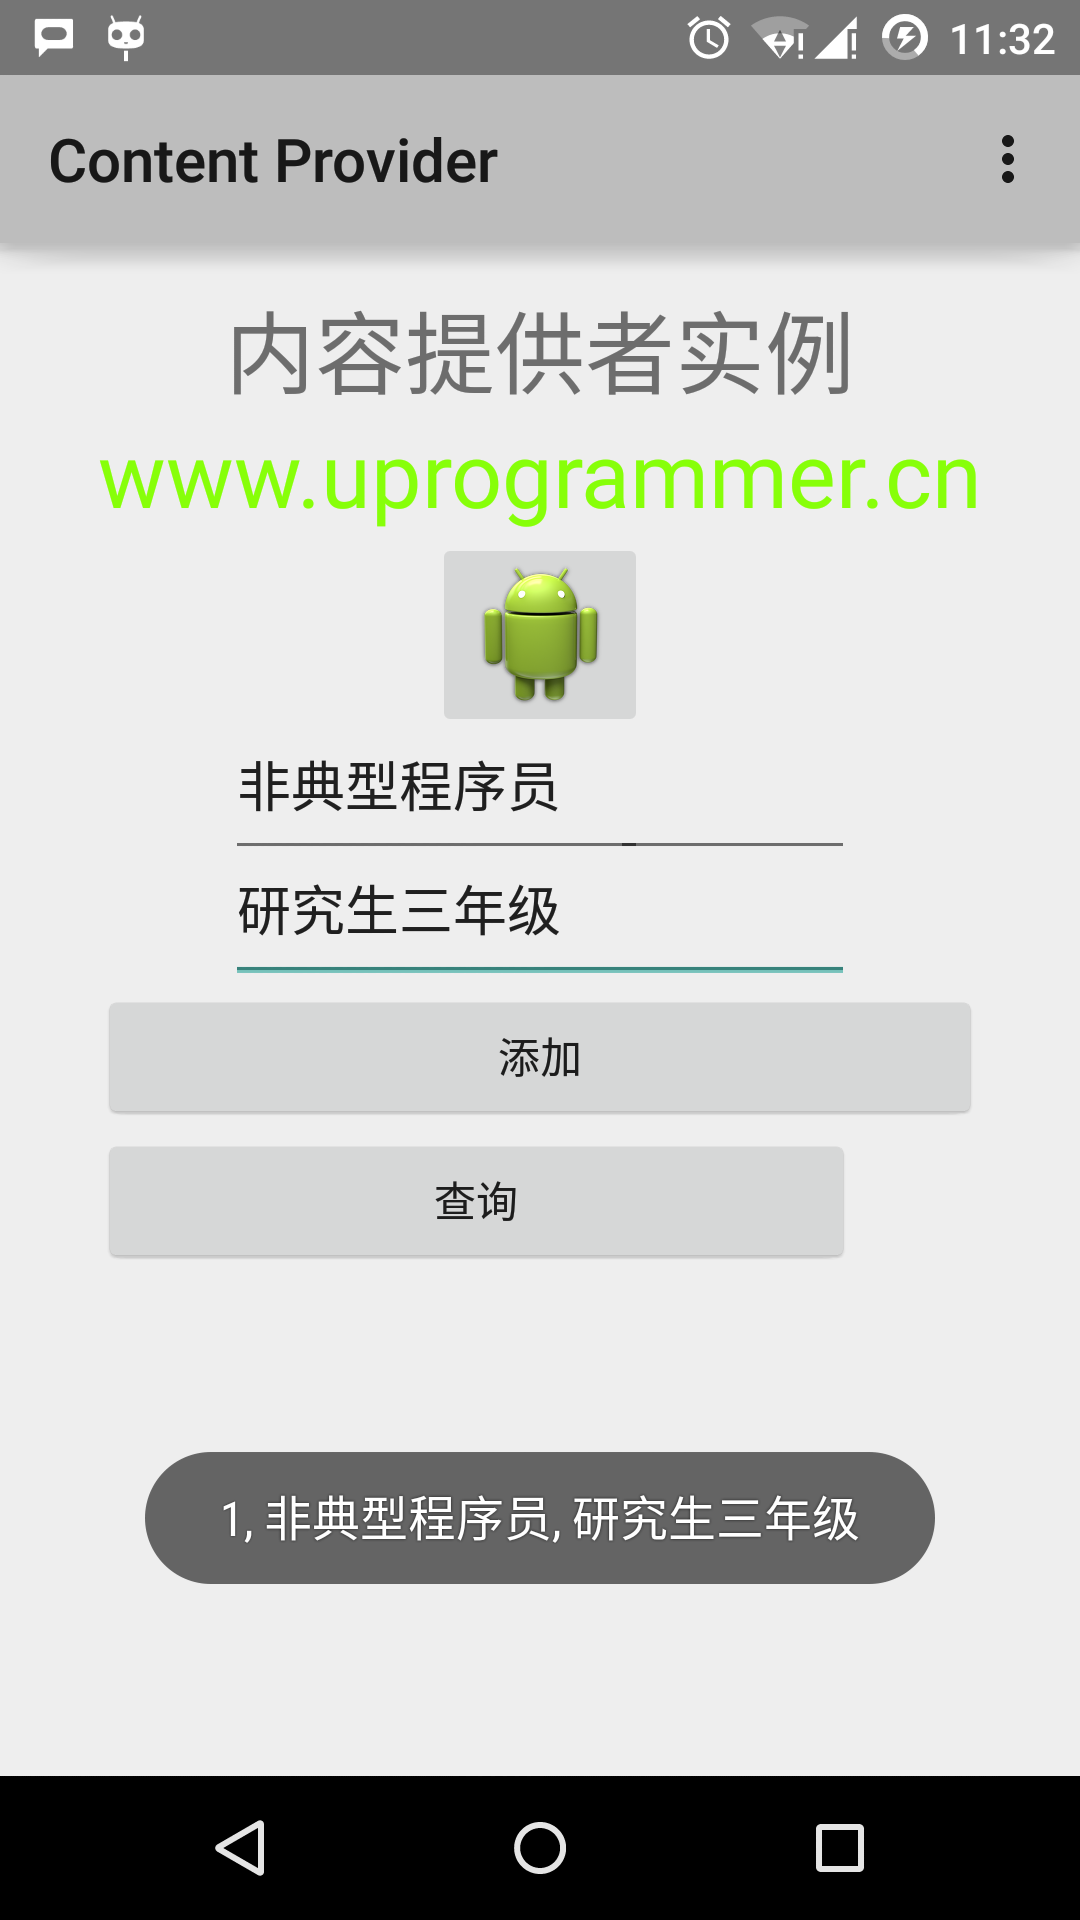 11:32
Content Provider
内容提供者实例
www.uprogrammer.cn
非典型程序员
研究生三年级
添加
查询
1, 非典型程序员, 研究生三年级